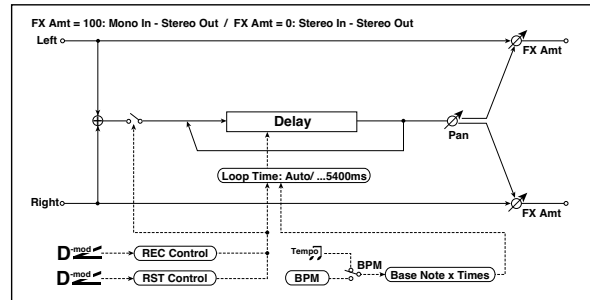 FX Amt = 100: Mono In - Stereo Out / FX Amt = 0: Stereo In - Stereo Out
Left
FX Amt
Delay
Pan
Loop Time: Auto/ ...5400ms
Right
FX Amt
D-mod
REC Control
Tempo
BPM
D-mod
RST Control
BPM
Base Note x Times